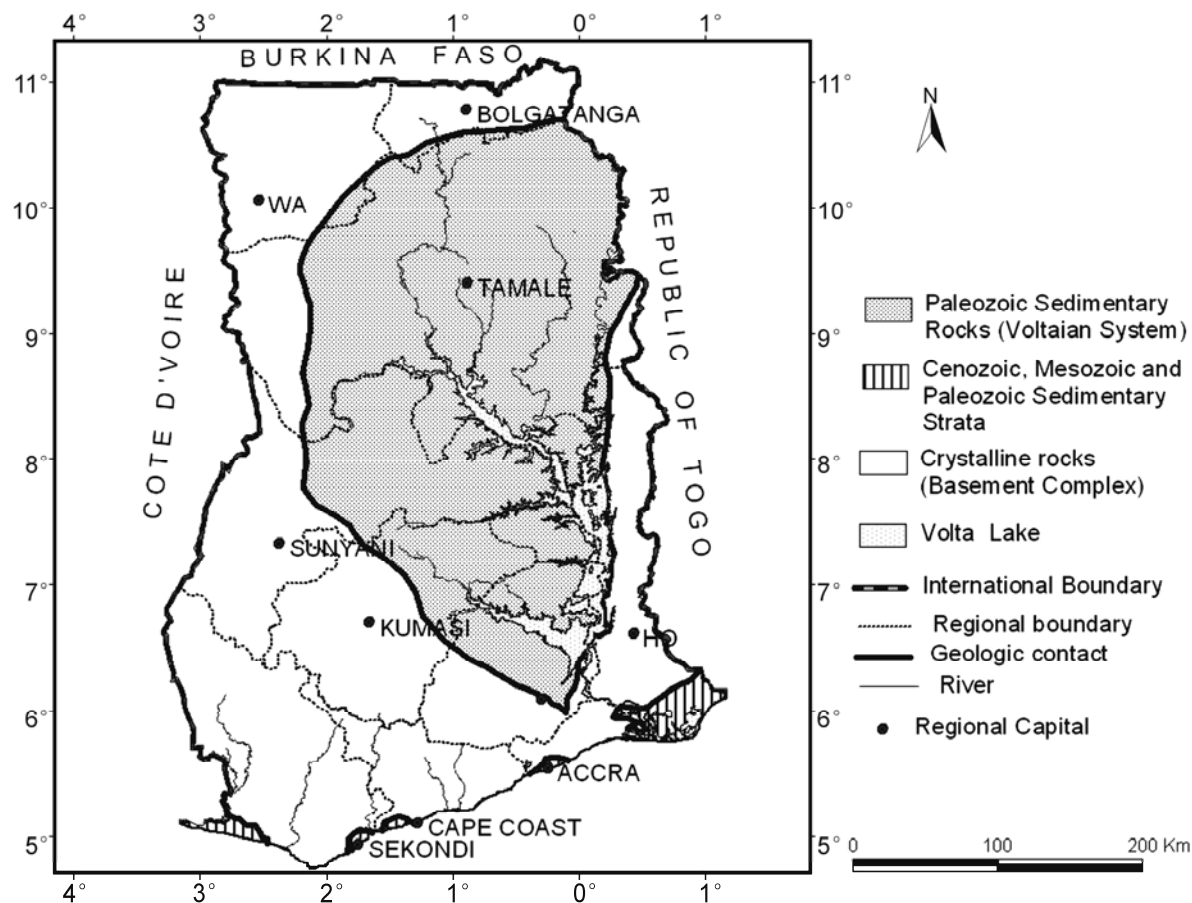 4° 3° 2° 1° 0° 1°
BURKINA FASO
11° 11°
BOLGATANGA
N
10° 10°
WA
REPUBLIC OF TOGO
COTE D'VOIRE
TAMALE
9° 9°
8° 8°
SUNYANI
7° 7°
KUMASI
HO
6° 6°
ACCRA
CAPE COAST
5° 5°
SEKONDI
4° 3° 2° 1° 0° 1°
Paleozoic Sedimentary
Rocks (Voltaian System)
Cenozoic, Mesozoic and
Paleozoic Sedimentary
Strata
Crystalline rocks
(Basement Complex)
Volta Lake
International Boundary
Regional boundary
Geologic contact
River
Regional Capital
0 100 200 Km